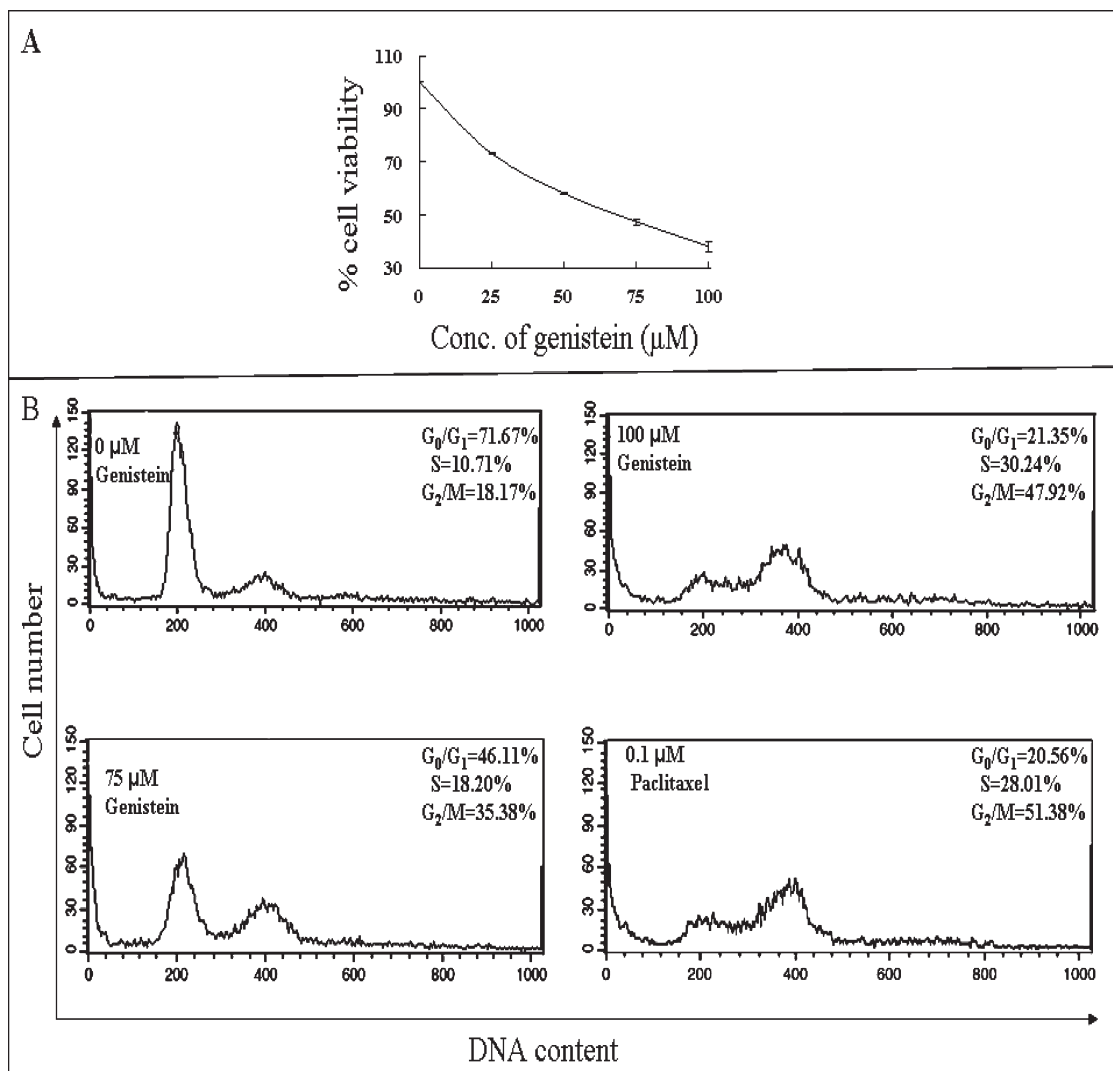 A
110
90
70
50
30
% cell viability
0 25 50 75 100
Conc. of genistein (µM)
B
Cell number
150
120
90
60
30
0
0 µM
Genistein
G₀/G₁=71.67%
S=10.71%
G₂/M=18.17%
0 200 400 600 800 1000
150
120
90
60
30
0
100 µM
Genistein
G₀/G₁=21.35%
S=30.24%
G₂/M=47.92%
0 200 400 600 800 1000
150
120
90
60
30
0
75 µM
Genistein
G₀/G₁=46.11%
S=18.20%
G₂/M=35.38%
0 200 400 600 800 1000
150
120
90
60
30
0
0.1 µM
Paclitaxel
G₀/G₁=20.56%
S=28.01%
G₂/M=51.38%
0 200 400 600 800 1000
DNA content